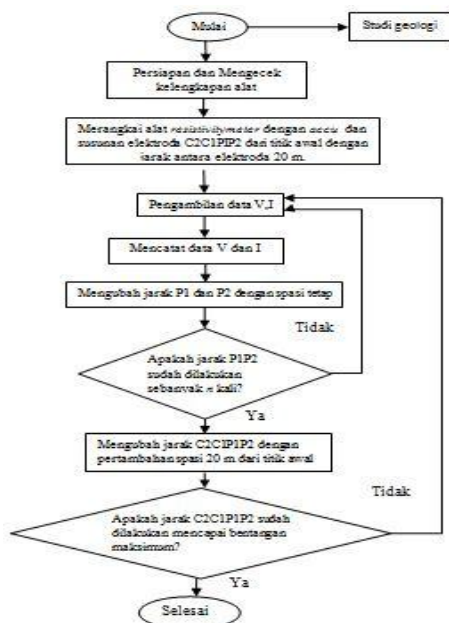 Mulai
Studi geologi
Persiapan dan Mengecek
kelengkapan alat
Merangkai alat resistivitymeter dengan accu dan
susunan elektroda C2C1PIP2 dari titik awal dengan
jarak antara elektroda 20 m.
Pengambilan data V,I
Mencatat data V dan I
Mengubah jarak P1 dan P2 dengan spasi tetap
Tidak
Apakah jarak P1P2
sudah dilakukan
sebanyak n kali?
Ya
Mengubah jarak C2C1P1P2 dengan
pertambahan spasi 20 m dari titik awal
Tidak
Apakah jarak C2C1P1P2 sudah
dilakukan mencapai bentangan
maksimum?
Ya
Selesai